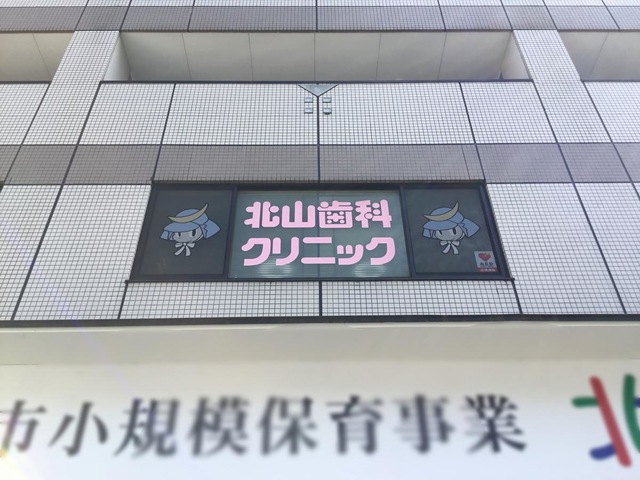 北山歯科
クリニック
市小規模保育事業